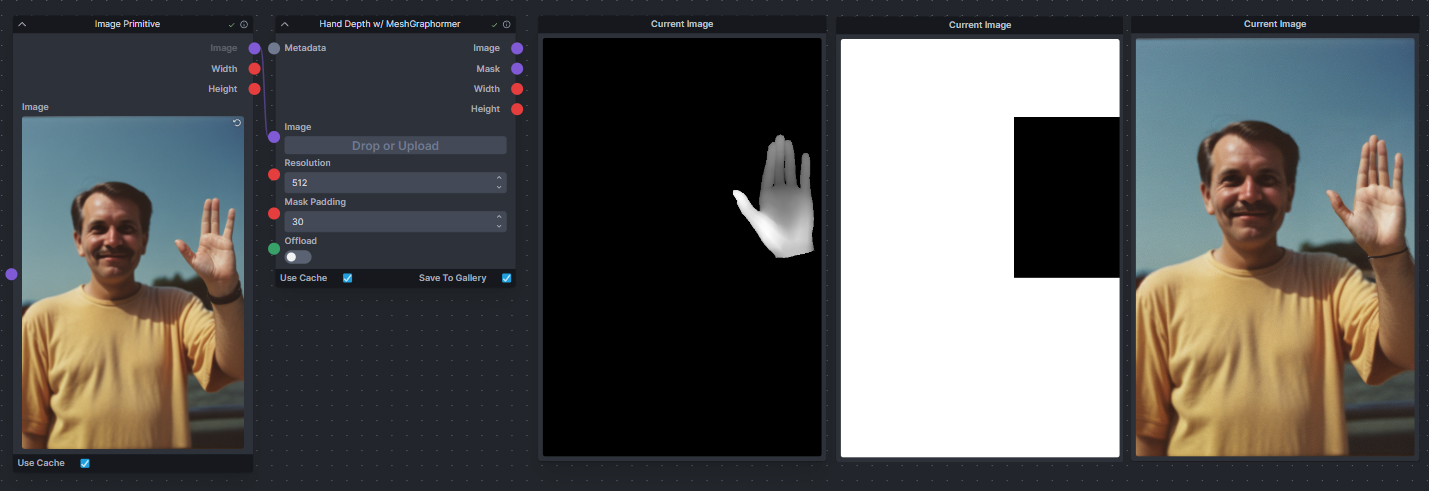 Image Primitive
Image
Width
Height
Image
Use Cache
Hand Depth w/ MeshGraphormer
Metadata
Image
Mask
Width
Height
Image
Drop or Upload
Resolution
512
Mask Padding
30
Offload
Use Cache
Save To Gallery
Current Image
Current Image
Current Image